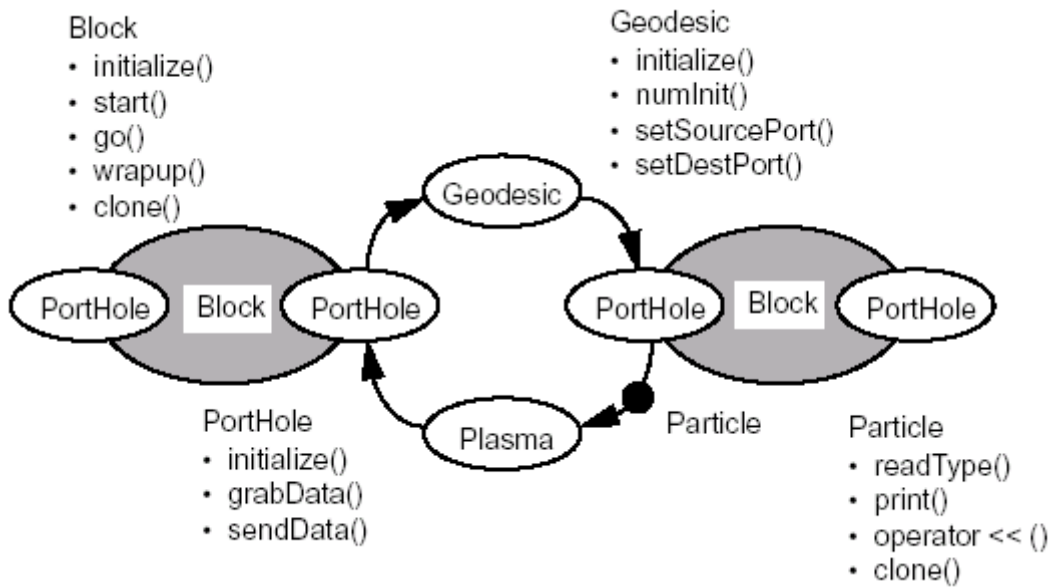 Block
• initialize()
• start()
• go()
• wrapup()
• clone()
Geodesic
• initialize()
• numInit()
• setSourcePort()
• setDestPort()
Geodesic
PortHole
Block
PortHole
PortHole
Block
PortHole
Plasma
Particle
PortHole
• initialize()
• grabData()
• sendData()
Particle
• readType()
• print()
• operator << ()
• clone()